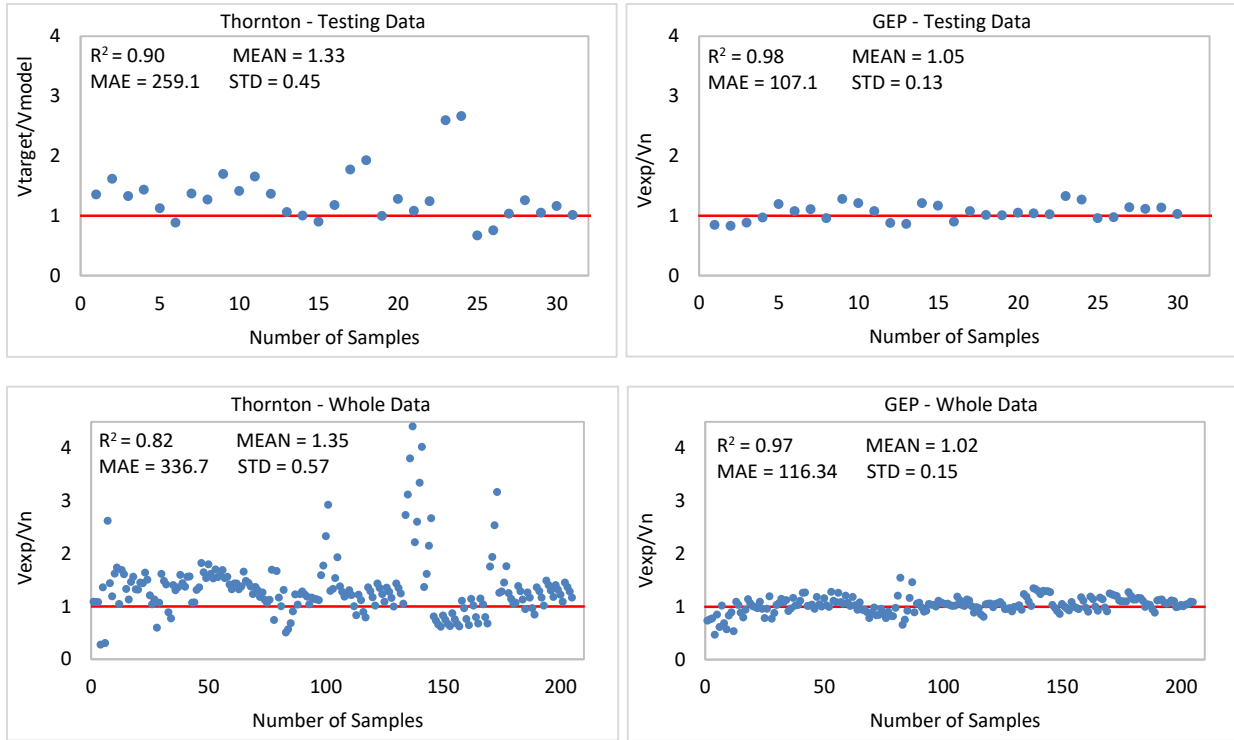 Thornton - Testing Data
R² = 0.90 MEAN = 1.33
MAE = 259.1 STD = 0.45
Vtarget/Vmodel
4
3
2
1
0
0 5 10 15 20 25 30
Number of Samples
GEP - Testing Data
R² = 0.98 MEAN = 1.05
MAE = 107.1 STD = 0.13
Vexp/Vn
4
3
2
1
0
0 5 10 15 20 25 30
Number of Samples
Thornton - Whole Data
R² = 0.82 MEAN = 1.35
MAE = 336.7 STD = 0.57
Vexp/Vn
4
3
2
1
0
0 50 100 150 200
Number of Samples
GEP - Whole Data
R² = 0.97 MEAN = 1.02
MAE = 116.34 STD = 0.15
Vexp/Vn
4
3
2
1
0
0 50 100 150 200
Number of Samples